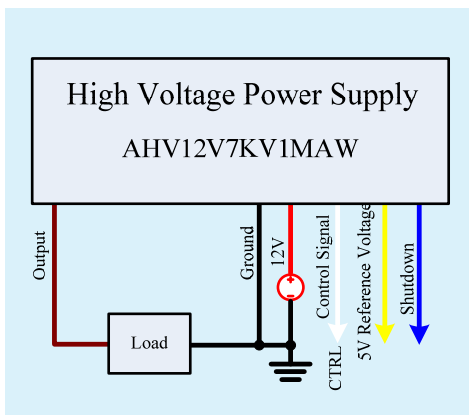 High Voltage Power Supply
AHV12V7KV1MAW
Output
Ground
12V
Control Signal
5V Reference Voltage
Shutdown
Load
CTRL